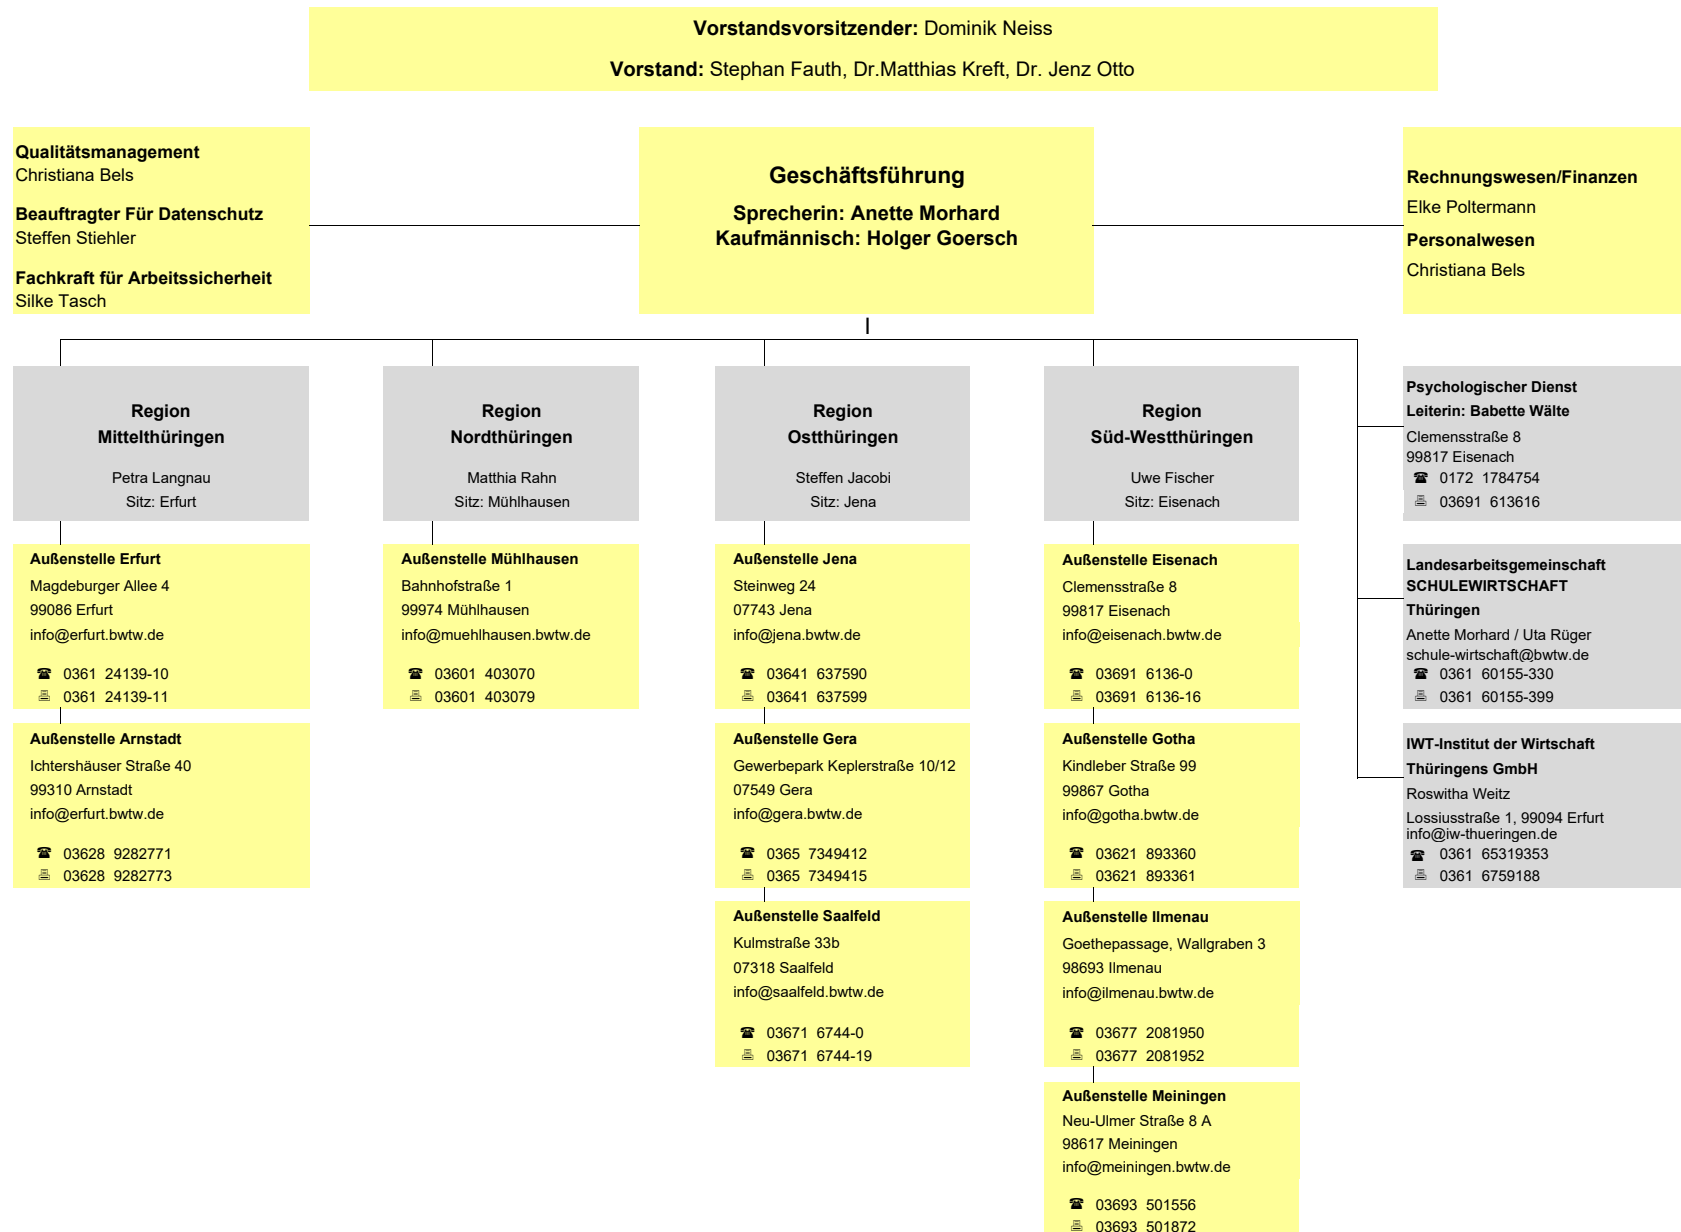 Vorstandsvorsitzender: Dominik Neiss
Vorstand: Stephan Fauth, Dr.Matthias Kreft, Dr. Jenz Otto
Qualitätsmanagement
Christiana Bels
Beauftragter Für Datenschutz
Steffen Stiehler
Fachkraft für Arbeitssicherheit
Silke Tasch
Geschäftsführung
Sprecherin: Anette Morhard
Kaufmännisch: Holger Goersch
Rechnungswesen/Finanzen
Elke Poltermann
Personalwesen
Christiana Bels
Region
Mittelthüringen
Petra Langnau
Sitz: Erfurt
Außenstelle Erfurt
Magdeburger Allee 4
99086 Erfurt
info@erfurt.bwtw.de
☎ 0361 24139-10
🖷 0361 24139-11
Außenstelle Arnstadt
Ichtershäuser Straße 40
99310 Arnstadt
info@erfurt.bwtw.de
☎ 03628 9282771
🖷 03628 9282773
Region
Nordthüringen
Matthia Rahn
Sitz: Mühlhausen
Außenstelle Mühlhausen
Bahnhofstraße 1
99974 Mühlhausen
info@muehlhausen.bwtw.de
☎ 03601 403070
🖷 03601 403079
Region
Ostthüringen
Steffen Jacobi
Sitz: Jena
Außenstelle Jena
Steinweg 24
07743 Jena
info@jena.bwtw.de
☎ 03641 637590
🖷 03641 637599
Außenstelle Gera
Gewerbepark Keplerstraße 10/12
07549 Gera
info@gera.bwtw.de
☎ 0365 7349412
🖷 0365 7349415
Außenstelle Saalfeld
Kulmstraße 33b
07318 Saalfeld
info@saalfeld.bwtw.de
☎ 03671 6744-0
🖷 03671 6744-19
Region
Süd-Westthüringen
Uwe Fischer
Sitz: Eisenach
Außenstelle Eisenach
Clemensstraße 8
99817 Eisenach
info@eisenach.bwtw.de
☎ 03691 6136-0
🖷 03691 6136-16
Außenstelle Gotha
Kindleber Straße 99
99867 Gotha
info@gotha.bwtw.de
☎ 03621 893360
🖷 03621 893361
Außenstelle Ilmenau
Goethepassage, Wallgraben 3
98693 Ilmenau
info@ilmenau.bwtw.de
☎ 03677 2081950
🖷 03677 2081952
Außenstelle Meiningen
Neu-Ulmer Straße 8 A
98617 Meiningen
info@meiningen.bwtw.de
☎ 03693 501556
🖷 03693 501872
Psychologischer Dienst
Leiterin: Babette Wälte
Clemensstraße 8
99817 Eisenach
☎ 0172 1784754
🖷 03691 613616
Landesarbeitsgemeinschaft
SCHULEWIRTSCHAFT
Thüringen
Anette Morhard / Uta Rüger
schule-wirtschaft@bwtw.de
☎ 0361 60155-330
🖷 0361 60155-399
IWT-Institut der Wirtschaft
Thüringens GmbH
Roswitha Weitz
Lossiusstraße 1, 99094 Erfurt
info@iw-thueringen.de
☎ 0361 65319353
🖷 0361 6759188